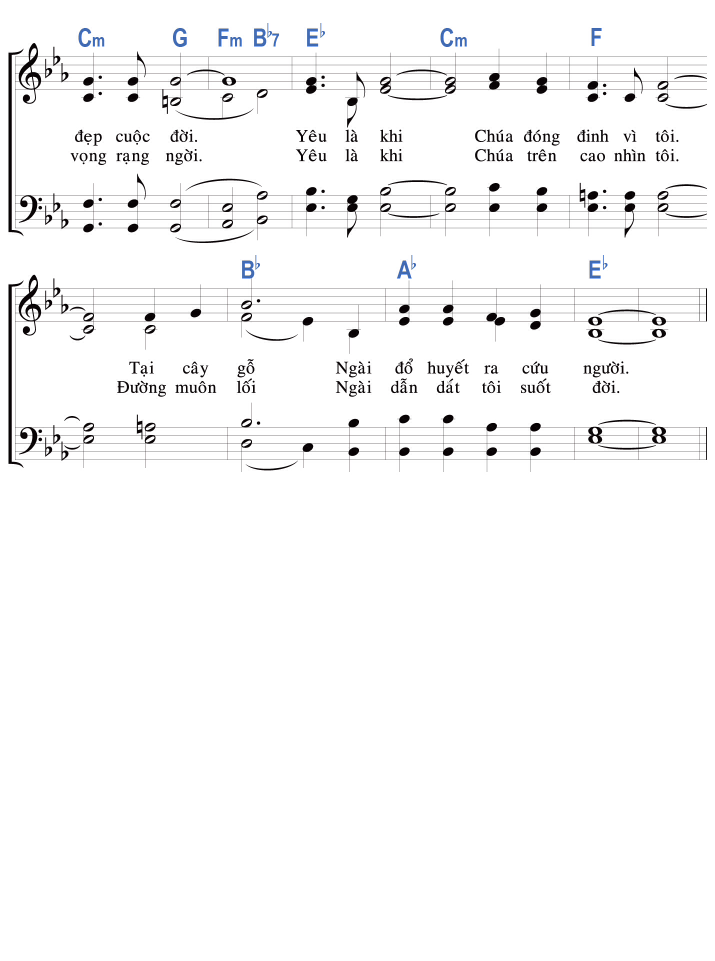 Cm G Fm B♭7 E♭ Cm F
đẹp cuộc đời. Yêu là khi Chúa đóng đinh vì tôi.
vọng rạng ngời. Yêu là khi Chúa trên cao nhìn tôi.
B♭ A♭ E♭
Tại cây gỗ Ngài đổ huyết ra cứu người.
Đường muôn lối Ngài dẫn dát tôi suốt đời.